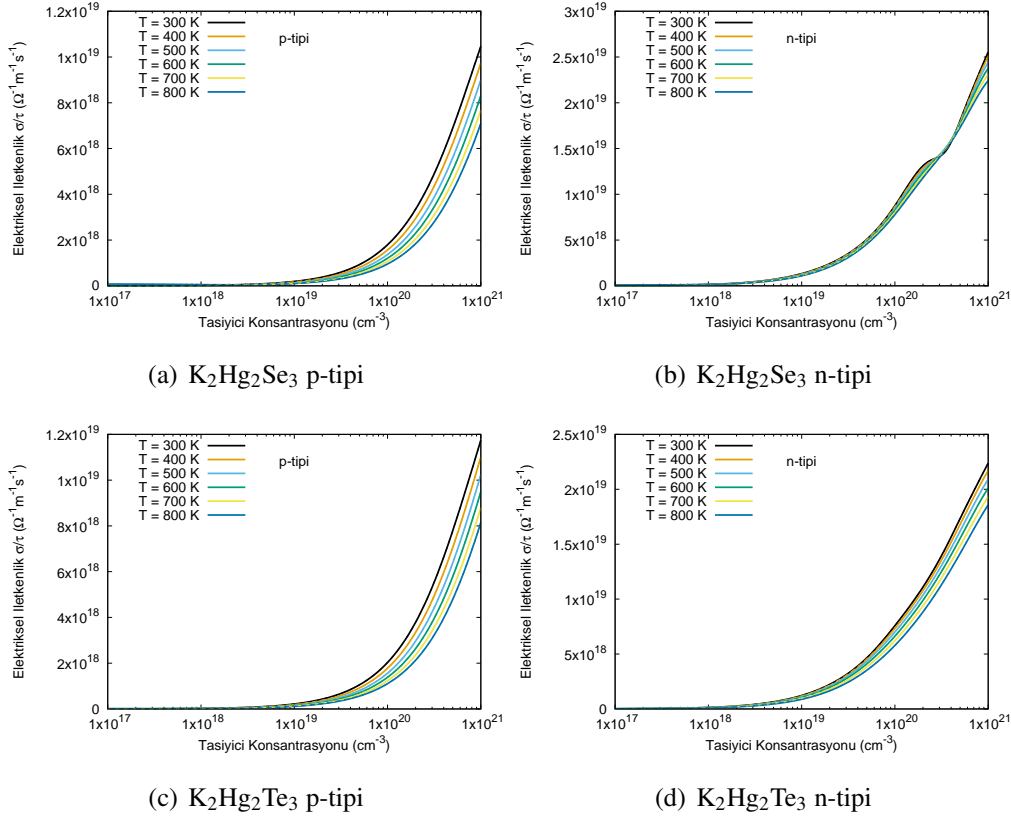 1.2x10^19
1x10^19
8x10^18
6x10^18
4x10^18
2x10^18
0
1x10^17 1x10^18 1x10^19 1x10^20 1x10^21
Elektriksel Iletkenlik σ/τ (Ω^-1 m^-1 s^-1)
Tasiyici Konsantrasyonu (cm^-3)
T = 300 K
T = 400 K
T = 500 K
T = 600 K
T = 700 K
T = 800 K
p-tipi
(a) K₂Hg₂Se₃ p-tipi
3x10^19
2.5x10^19
2x10^19
1.5x10^19
1x10^19
5x10^18
0
1x10^17 1x10^18 1x10^19 1x10^20 1x10^21
Elektriksel Iletkenlik σ/τ (Ω^-1 m^-1 s^-1)
Tasiyici Konsantrasyonu (cm^-3)
T = 300 K
T = 400 K
T = 500 K
T = 600 K
T = 700 K
T = 800 K
n-tipi
(b) K₂Hg₂Se₃ n-tipi
1.2x10^19
1x10^19
8x10^18
6x10^18
4x10^18
2x10^18
0
1x10^17 1x10^18 1x10^19 1x10^20 1x10^21
Elektriksel Iletkenlik σ/τ (Ω^-1 m^-1 s^-1)
Tasiyici Konsantrasyonu (cm^-3)
T = 300 K
T = 400 K
T = 500 K
T = 600 K
T = 700 K
T = 800 K
p-tipi
(c) K₂Hg₂Te₃ p-tipi
2.5x10^19
2x10^19
1.5x10^19
1x10^19
5x10^18
0
1x10^17 1x10^18 1x10^19 1x10^20 1x10^21
Elektriksel Iletkenlik σ/τ (Ω^-1 m^-1 s^-1)
Tasiyici Konsantrasyonu (cm^-3)
T = 300 K
T = 400 K
T = 500 K
T = 600 K
T = 700 K
T = 800 K
n-tipi
(d) K₂Hg₂Te₃ n-tipi